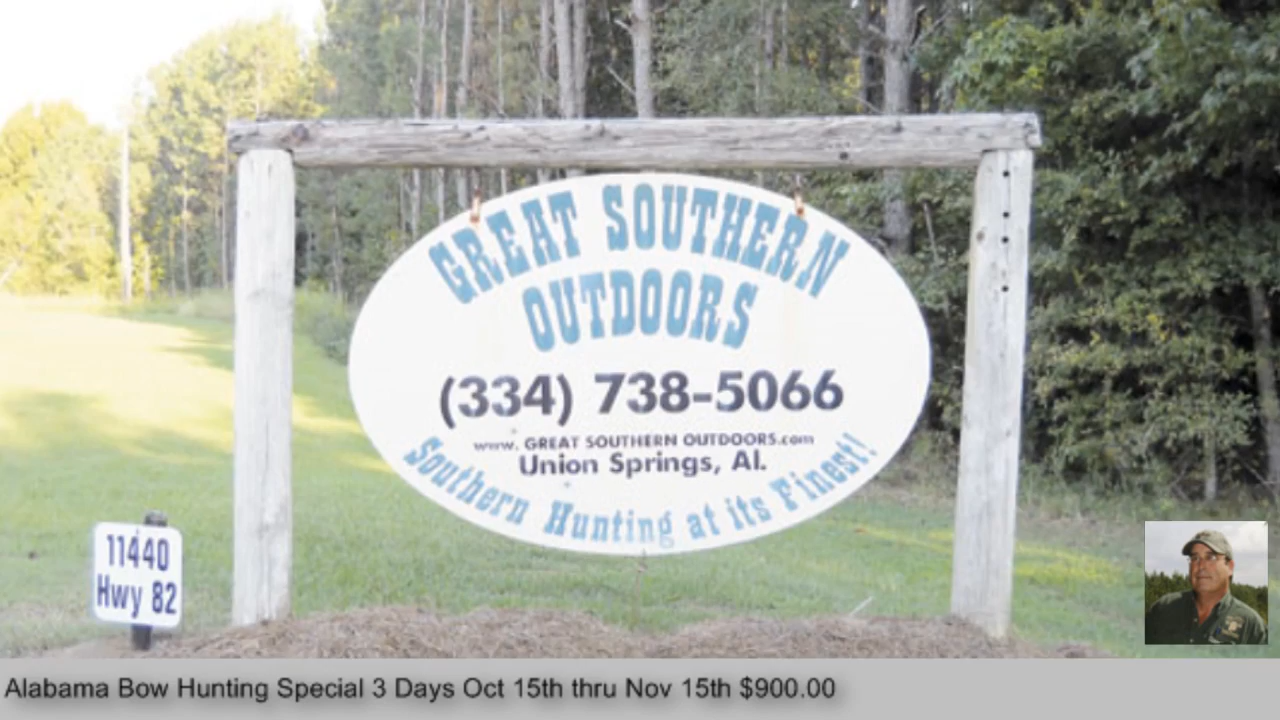 GREAT SOUTHERN
OUTDOORS
(334) 738-5066
www. GREAT SOUTHERN OUTDOORS.com
Union Springs, Al.
Southern Hunting at its Finest!
11440
Hwy 82
Alabama Bow Hunting Special 3 Days Oct 15th thru Nov 15th $900.00